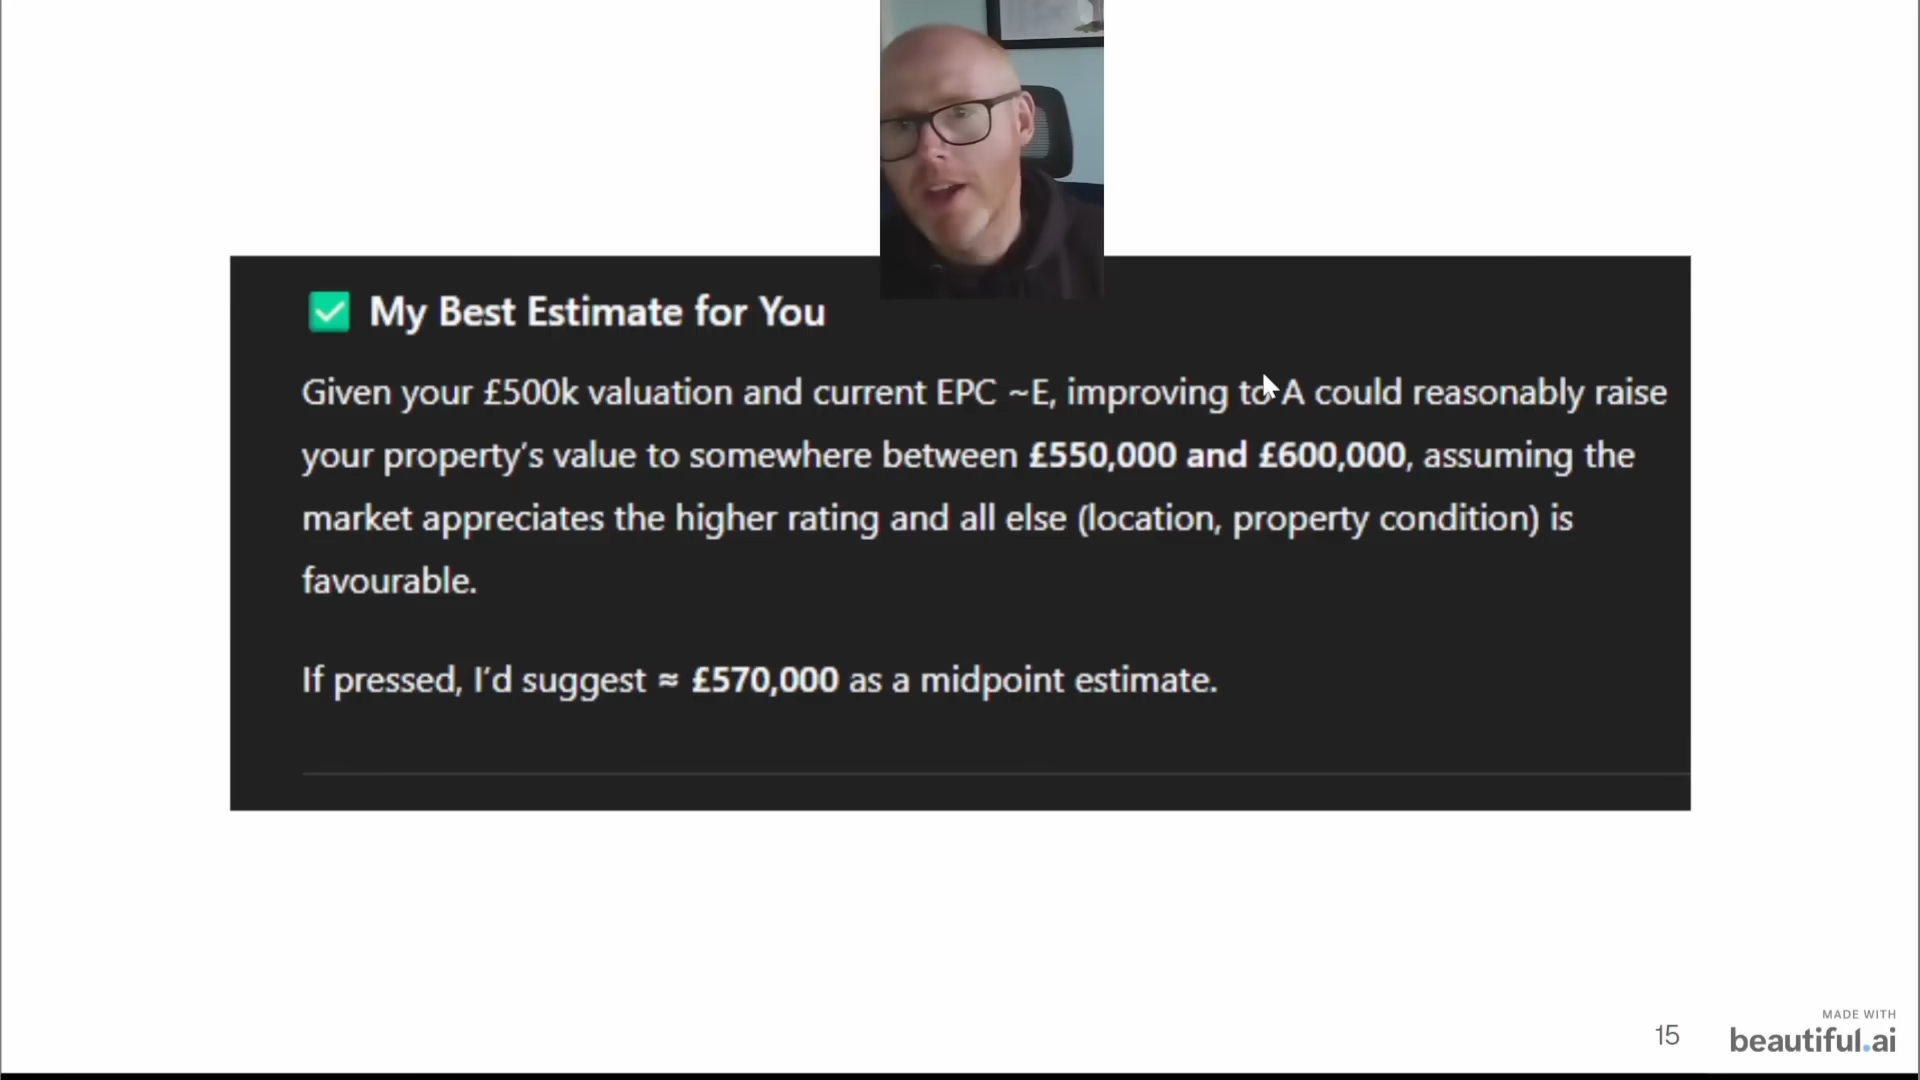 My Best Estimate for You
Given your £500k valuation and current EPC ~E, improving to A could reasonably raise
your property's value to somewhere between £550,000 and £600,000, assuming the
market appreciates the higher rating and all else (location, property condition) is
favourable.
If pressed, I'd suggest ≈ £570,000 as a midpoint estimate.
15
MADE WITH
beautiful.ai